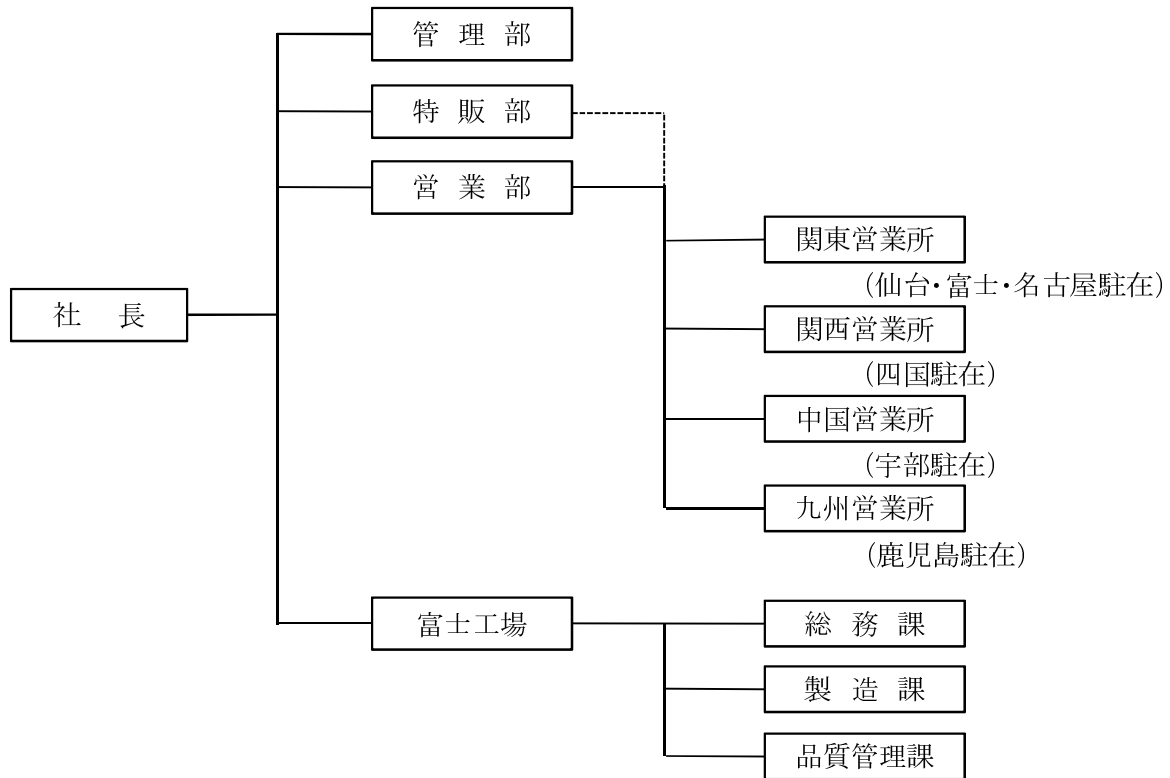 管理部
特販部
営業部
関東営業所
(仙台・富士・名古屋駐在)
社長
関西営業所
(四国駐在)
中国営業所
(宇部駐在)
九州営業所
(鹿児島駐在)
富士工場
総務課
製造課
品質管理課